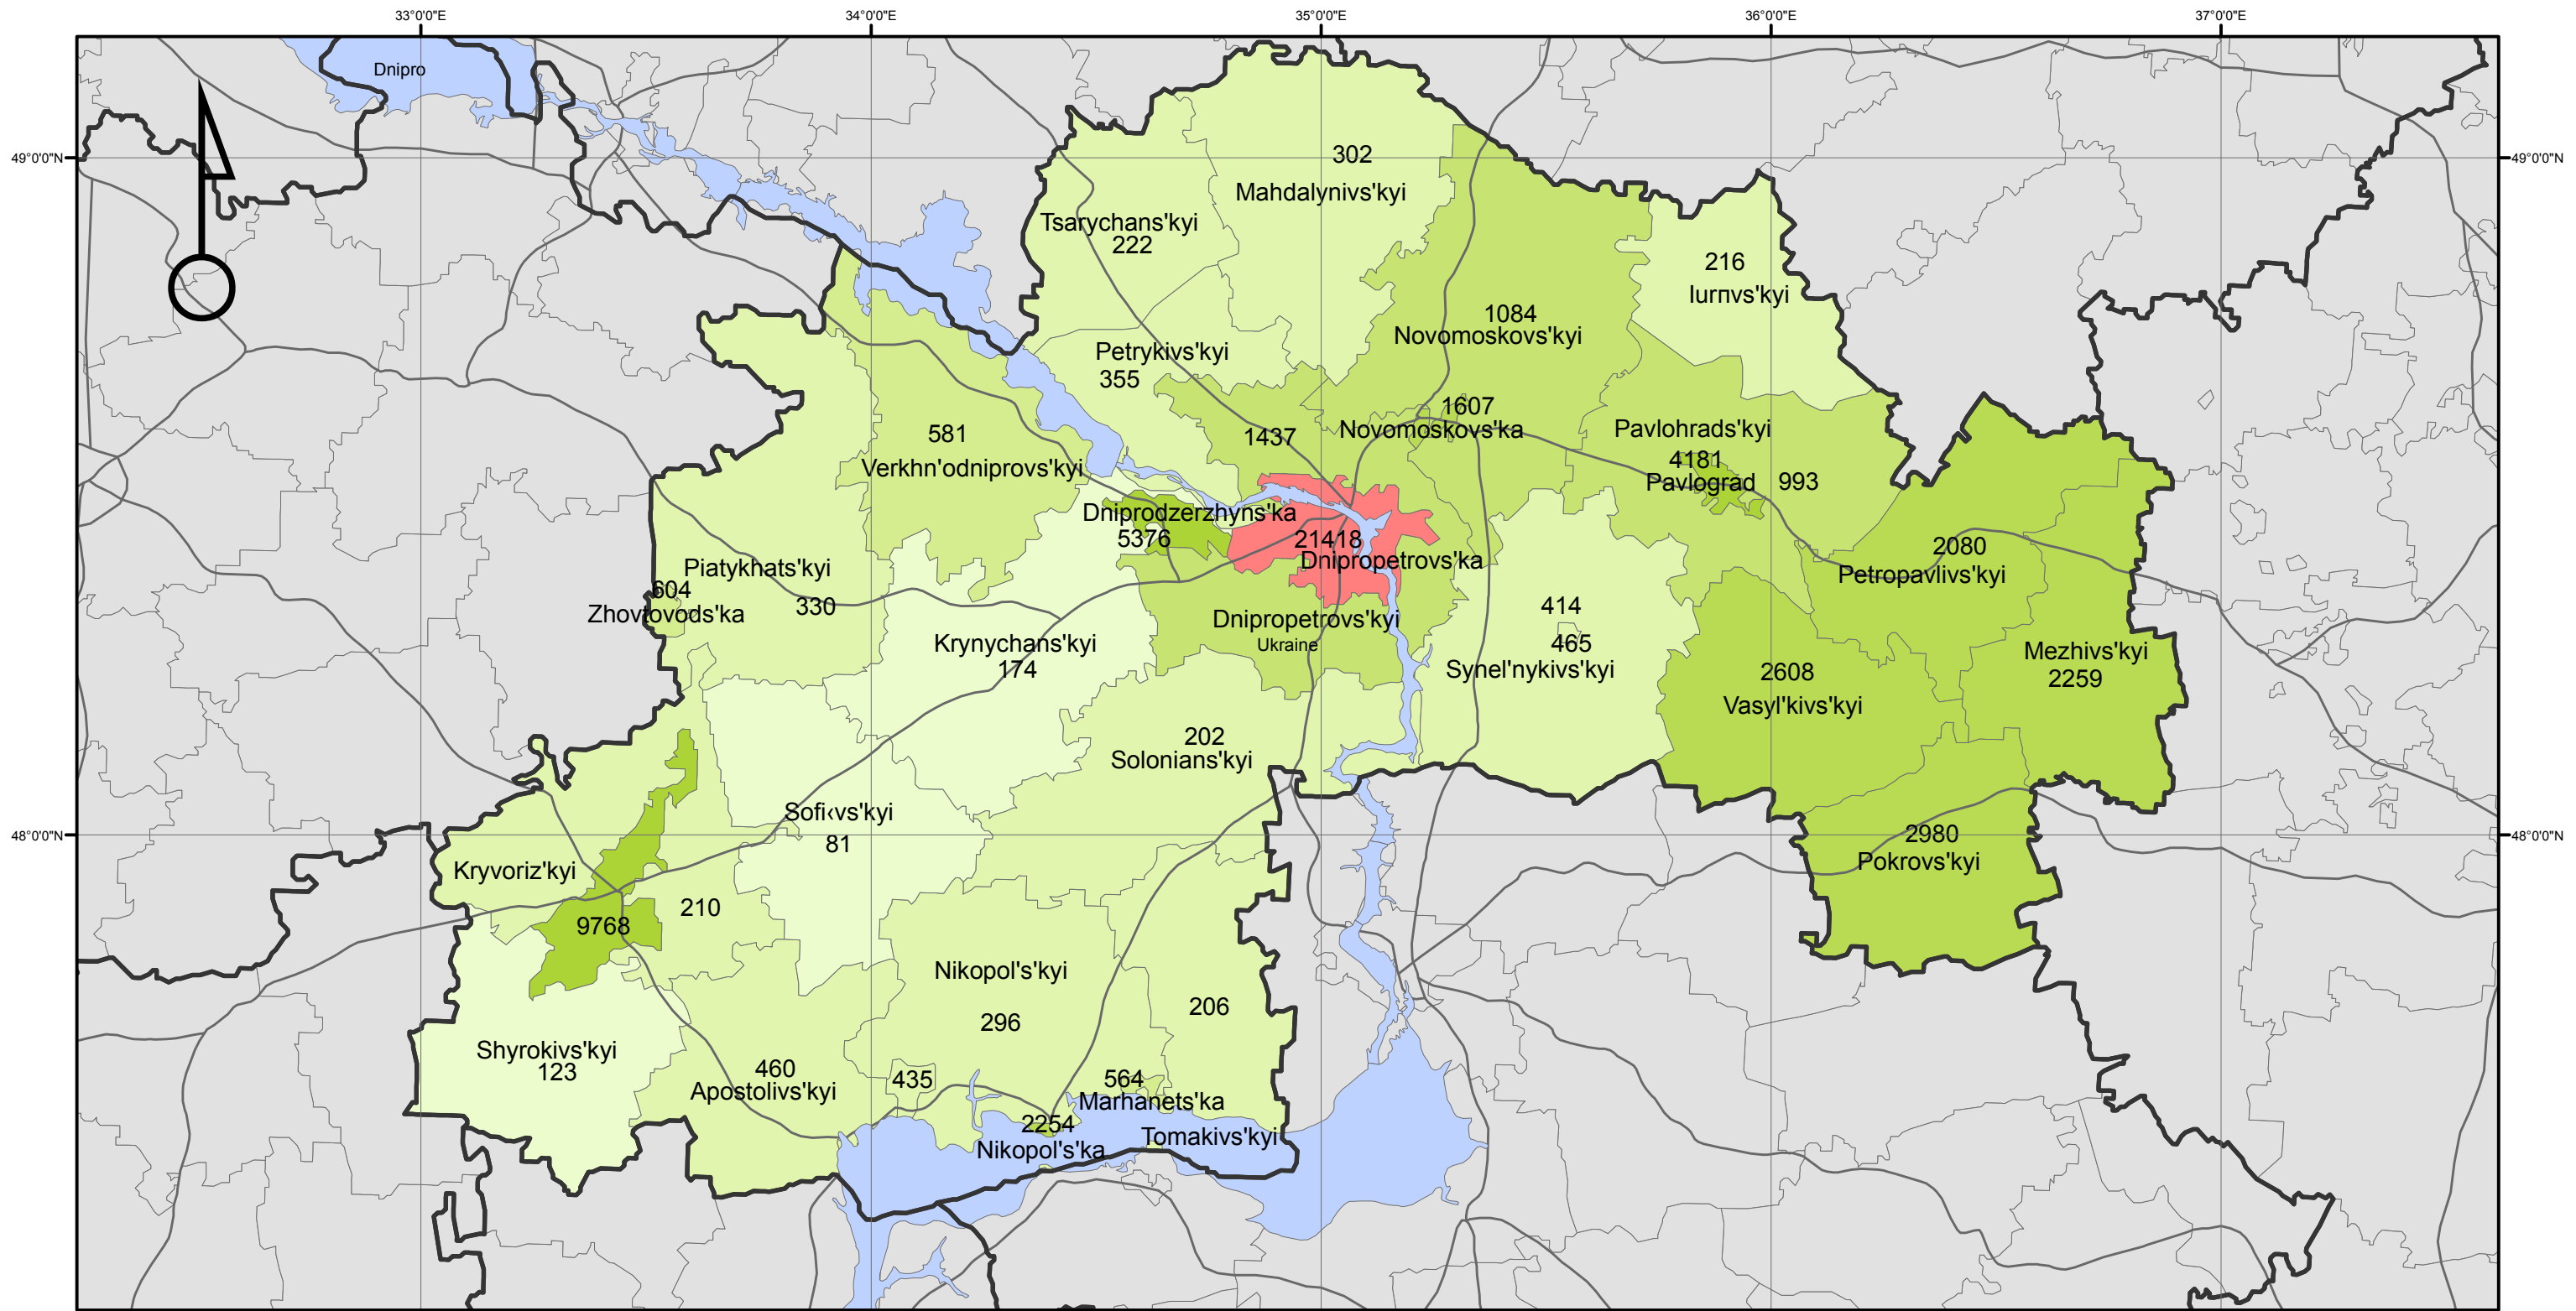 33°0'0"E
34°0'0"E
35°0'0"E
36°0'0"E
37°0'0"E
Dnipro
49°0'0"N
49°0'0"N
302
Mahdalynivs'kyi
Tsarychans'kyi
222
216
Iurпvs'kyi
1084
Novomoskovs'kyi
Petrykivs'kyi
355
1607
Novomoskovs'ka
1437
581
Verkhn'odniprovs'kyi
Pavlohrads'kyi
4181
Pavlograd
993
Dniprodzerzhyns'ka
5376
21418
Dnipropetrovs'ka
2080
Petropavlivs'kyi
Piatykhats'kyi
330
604
Zhovtovods'ka
Dnipropetrovs'kyi
Ukraine
414
465
Synel'nykivs'kyi
Krynychans'kyi
174
Mezhivs'kyi
2259
2608
Vasyl'kivs'kyi
202
Solonians'kyi
Sofi‹vs'kyi
81
48°0'0"N
48°0'0"N
2980
Pokrovs'kyi
Kryvoriz'kyi
210
9768
Nikopol's'kyi
296
206
Shyrokivs'kyi
123
460
Apostolivs'kyi
435
564
Marhanets'ka
2254
Nikopol's'ka
Tomakivs'kyi